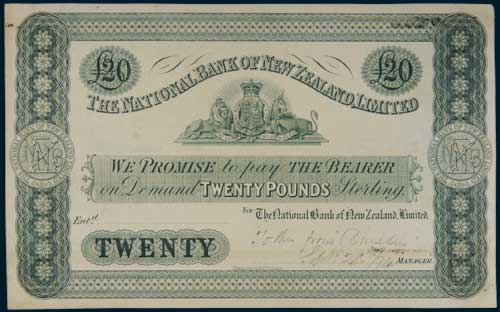 £20 £20
THE NATIONAL BANK OF NEW ZEALAND, LIMITED
WE PROMISE to pay THE BEARER
on Demand TWENTY POUNDS Sterling.
For The National Bank of New Zealand, Limited.
Entd.
TWENTY
MANAGER